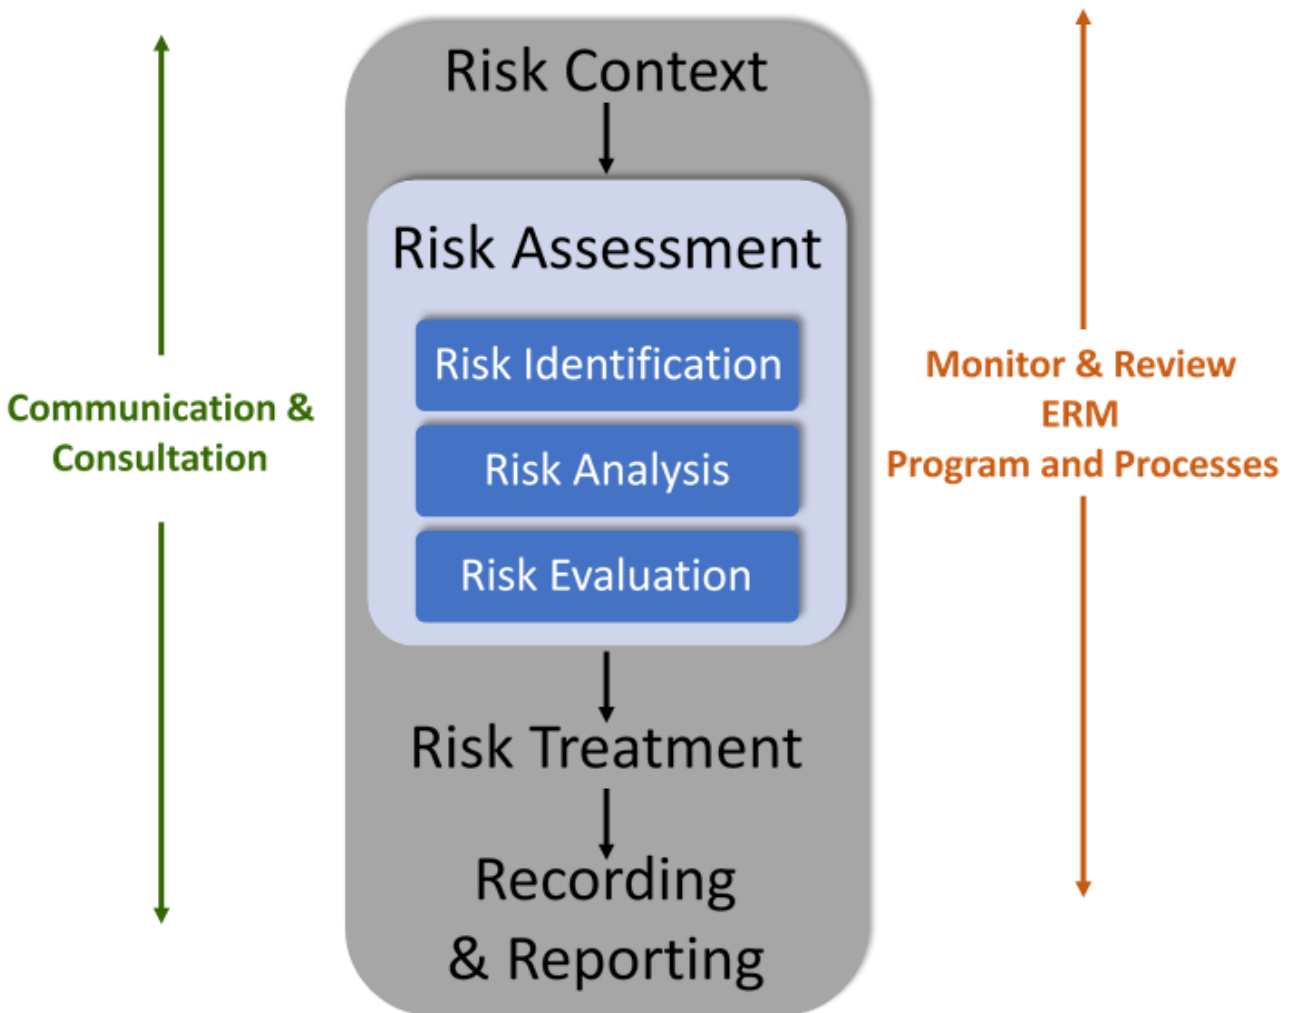 Risk Context
Risk Assessment
Risk Identification
Risk Analysis
Risk Evaluation
Risk Treatment
Recording
& Reporting
Communication &
Consultation
Monitor & Review
ERM
Program and Processes